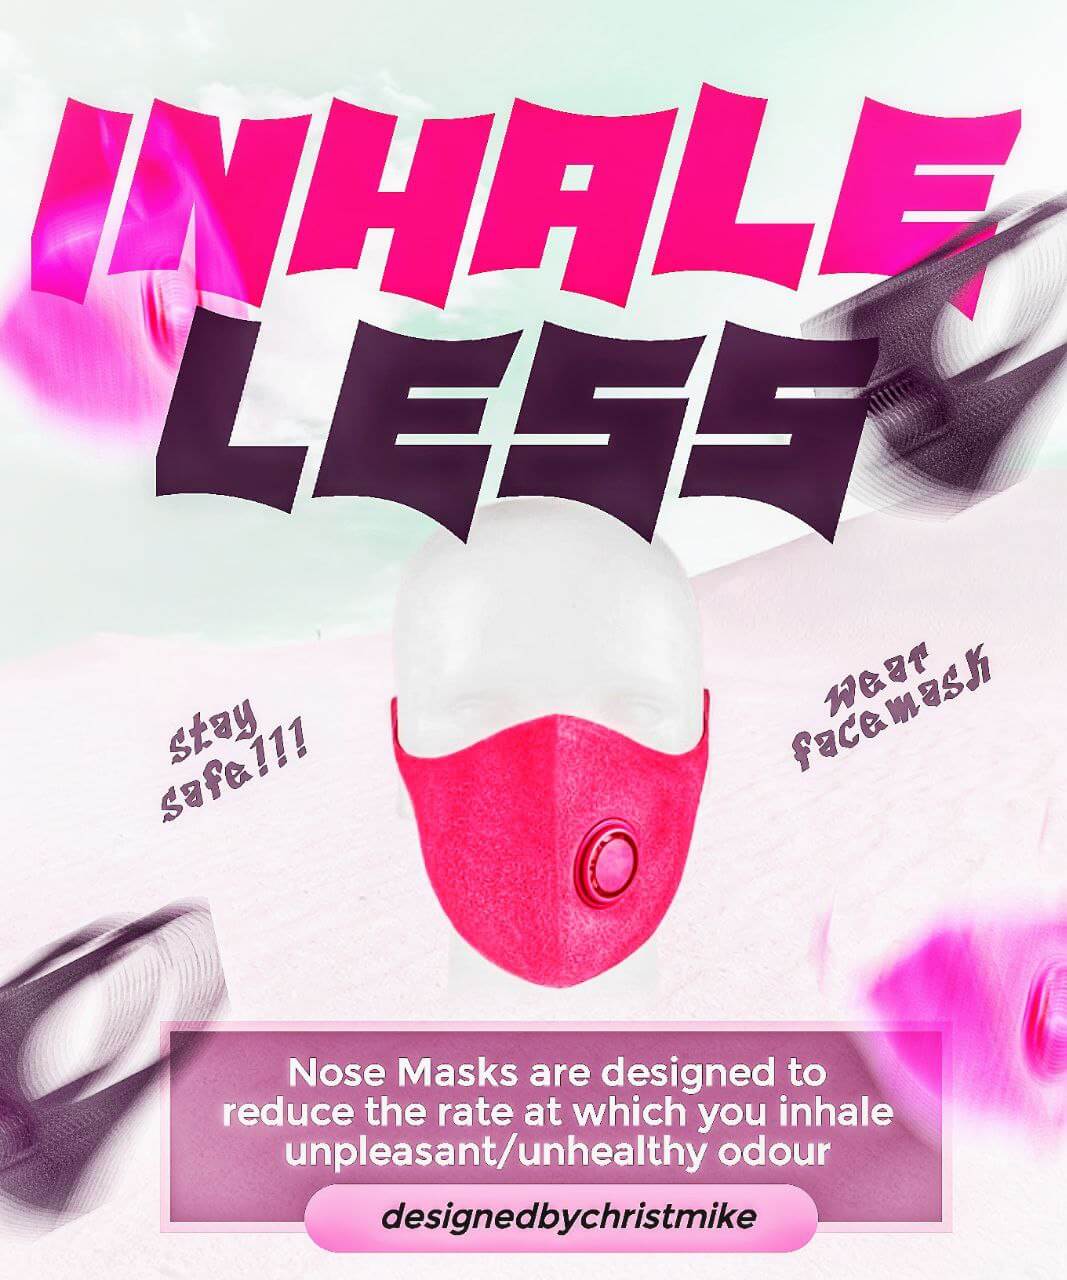 INHALE
LESS
stay
safe!!!
wear
facemask
Nose Masks are designed to
reduce the rate at which you inhale
unpleasant/unhealthy odour
designedbychristmike